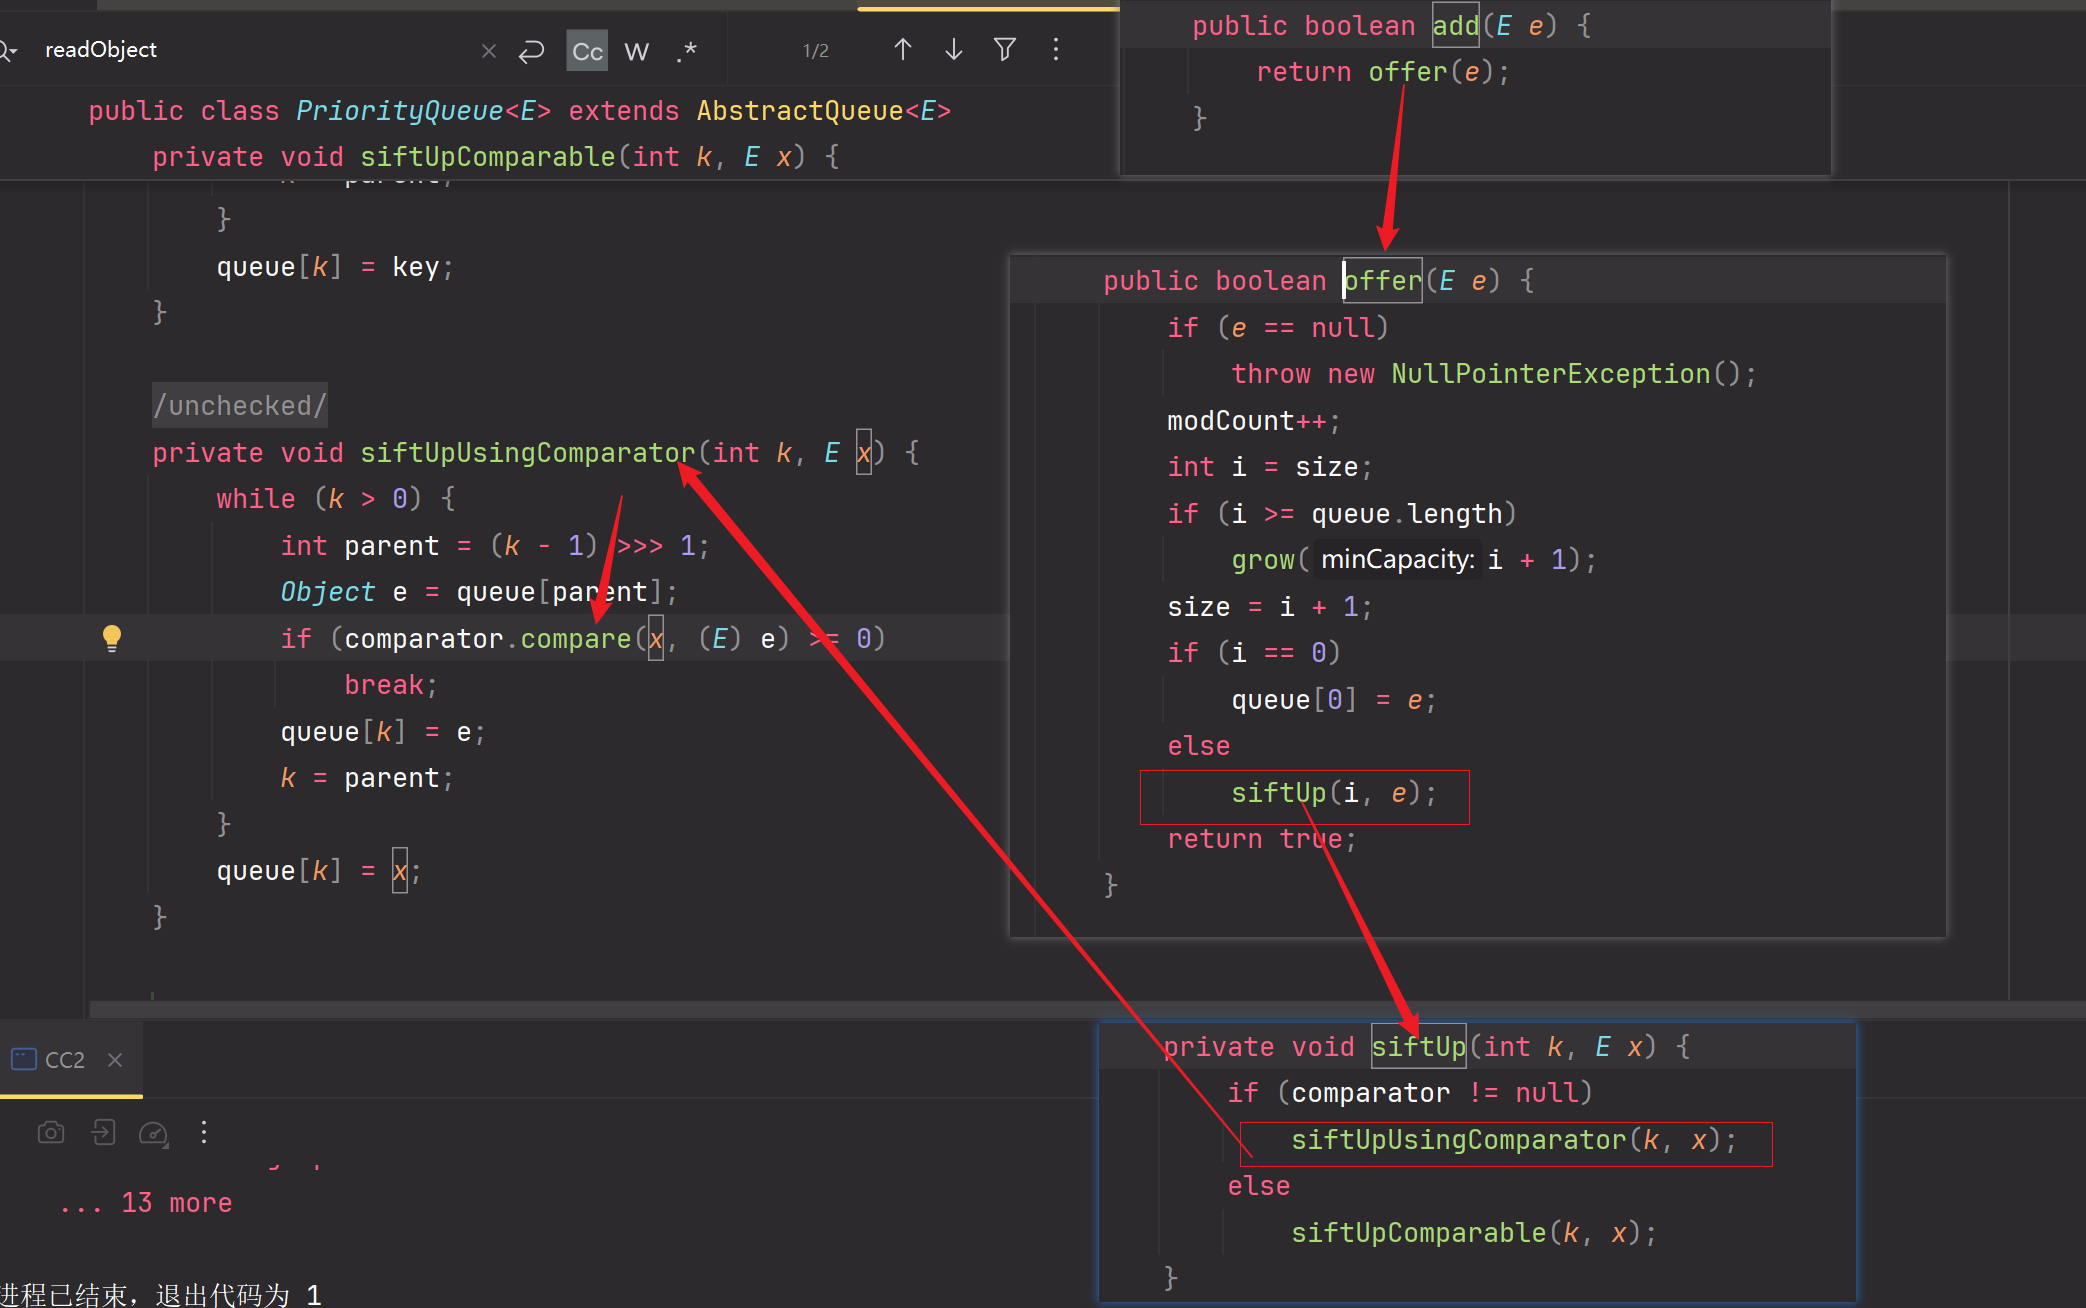 readObject
Cc W .* 1/2
public class PriorityQueue<E> extends AbstractQueue<E>
private void siftUpComparable(int k, E x) {
}
queue[k] = key;
}
/unchecked/
private void siftUpUsingComparator(int k, E x) {
while (k > 0) {
int parent = (k - 1) >>> 1;
Object e = queue[parent];
if (comparator.compare(x, (E) e) >= 0)
break;
queue[k] = e;
k = parent;
}
queue[k] = x;
}
public boolean add(E e) {
return offer(e);
}
public boolean offer(E e) {
if (e == null)
throw new NullPointerException();
modCount++;
int i = size;
if (i >= queue.length)
grow( minCapacity: i + 1);
size = i + 1;
if (i == 0)
queue[0] = e;
else
siftUp(i, e);
return true;
}
private void siftUp(int k, E x) {
if (comparator != null)
siftUpUsingComparator(k, x);
else
siftUpComparable(k, x);
}
CC2
... 13 more
进程已结束，退出代码为 1